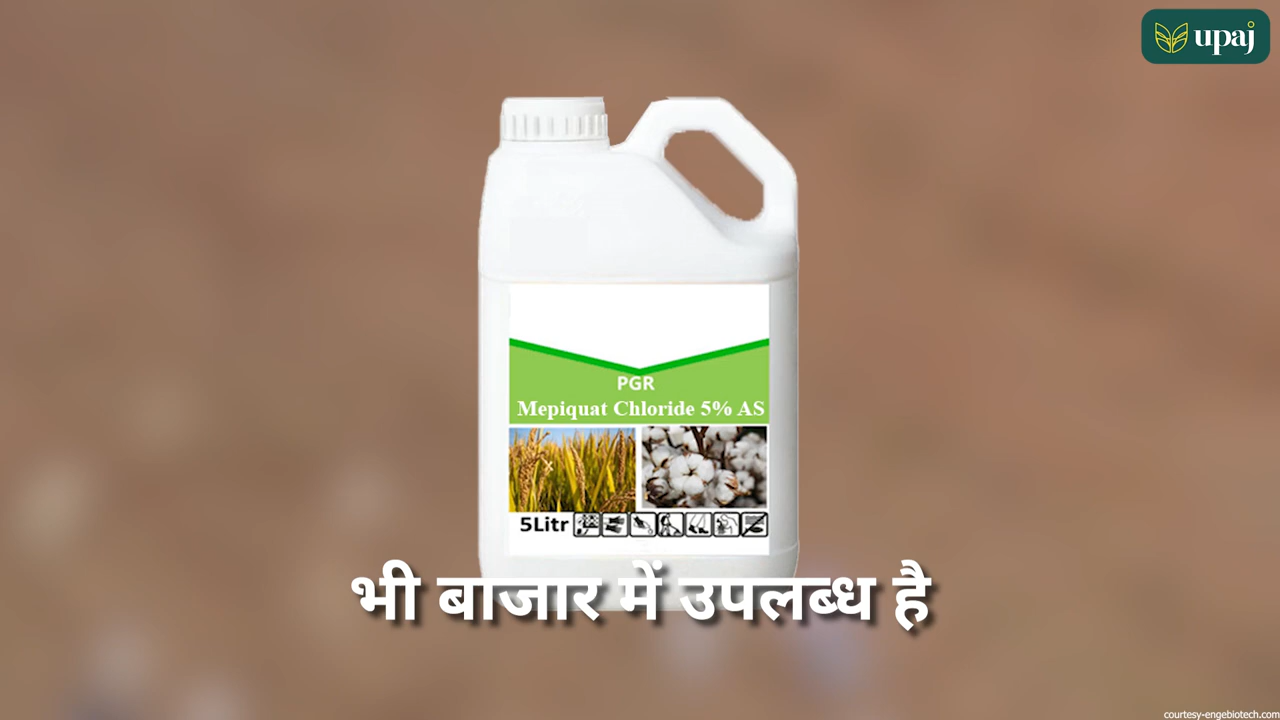 upaj
PGR
Mepiquat Chloride 5% AS
5Litr
भी बाजार में उपलब्ध है
courtesy-engebiotech.com